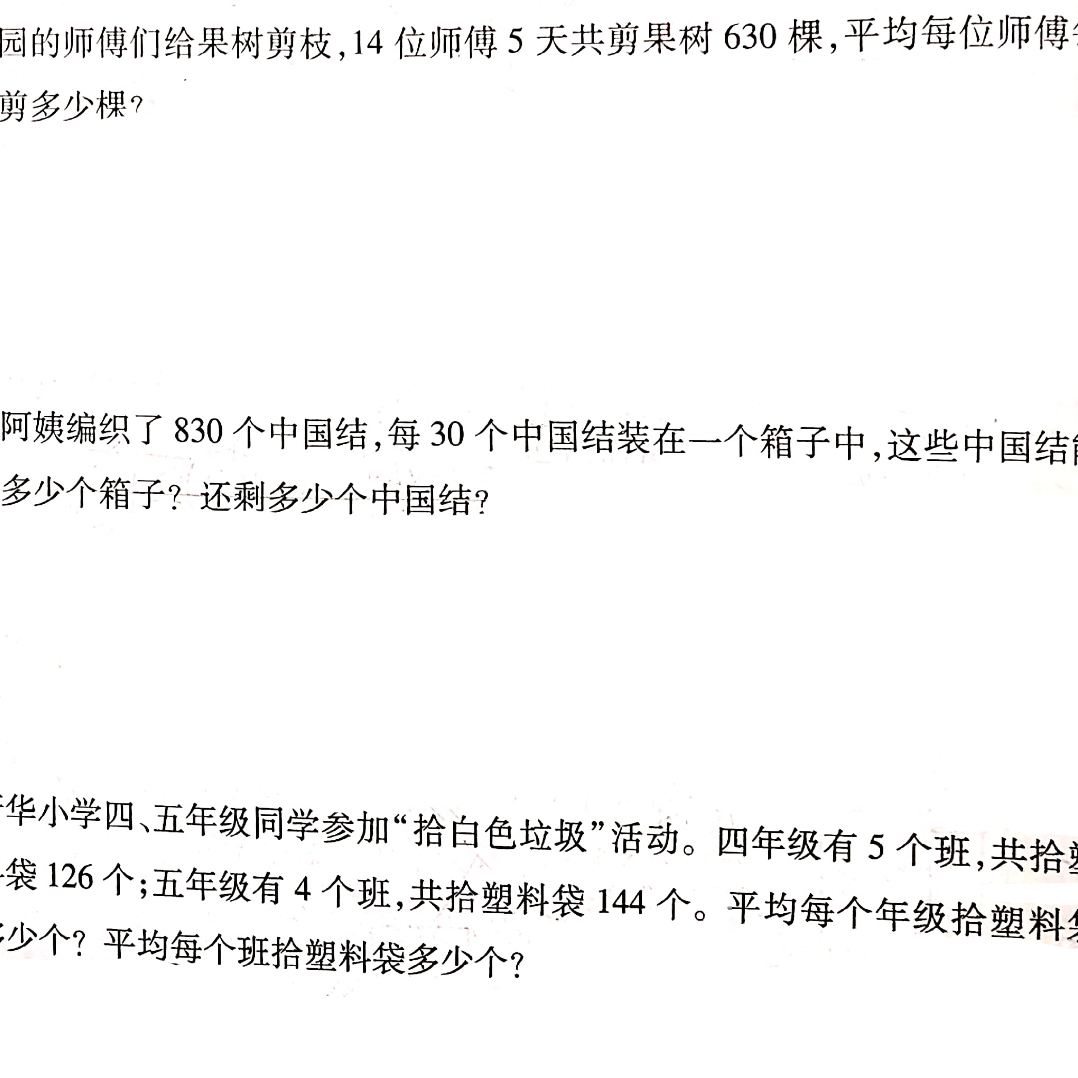 园的师傅们给果树剪枝,14 位师傅 5 天共剪果树 630 棵,平均每位师傅
剪多少棵?
阿姨编织了 830 个中国结,每 30 个中国结装在一个箱子中,这些中国结
多少个箱子?还剩多少个中国结?
华小学四、五年级同学参加“拾白色垃圾”活动。四年级有 5 个班,共拾塑
袋 126 个;五年级有 4 个班,共拾塑料袋 144 个。平均每个年级拾塑料袋
少个?平均每个班拾塑料袋多少个?